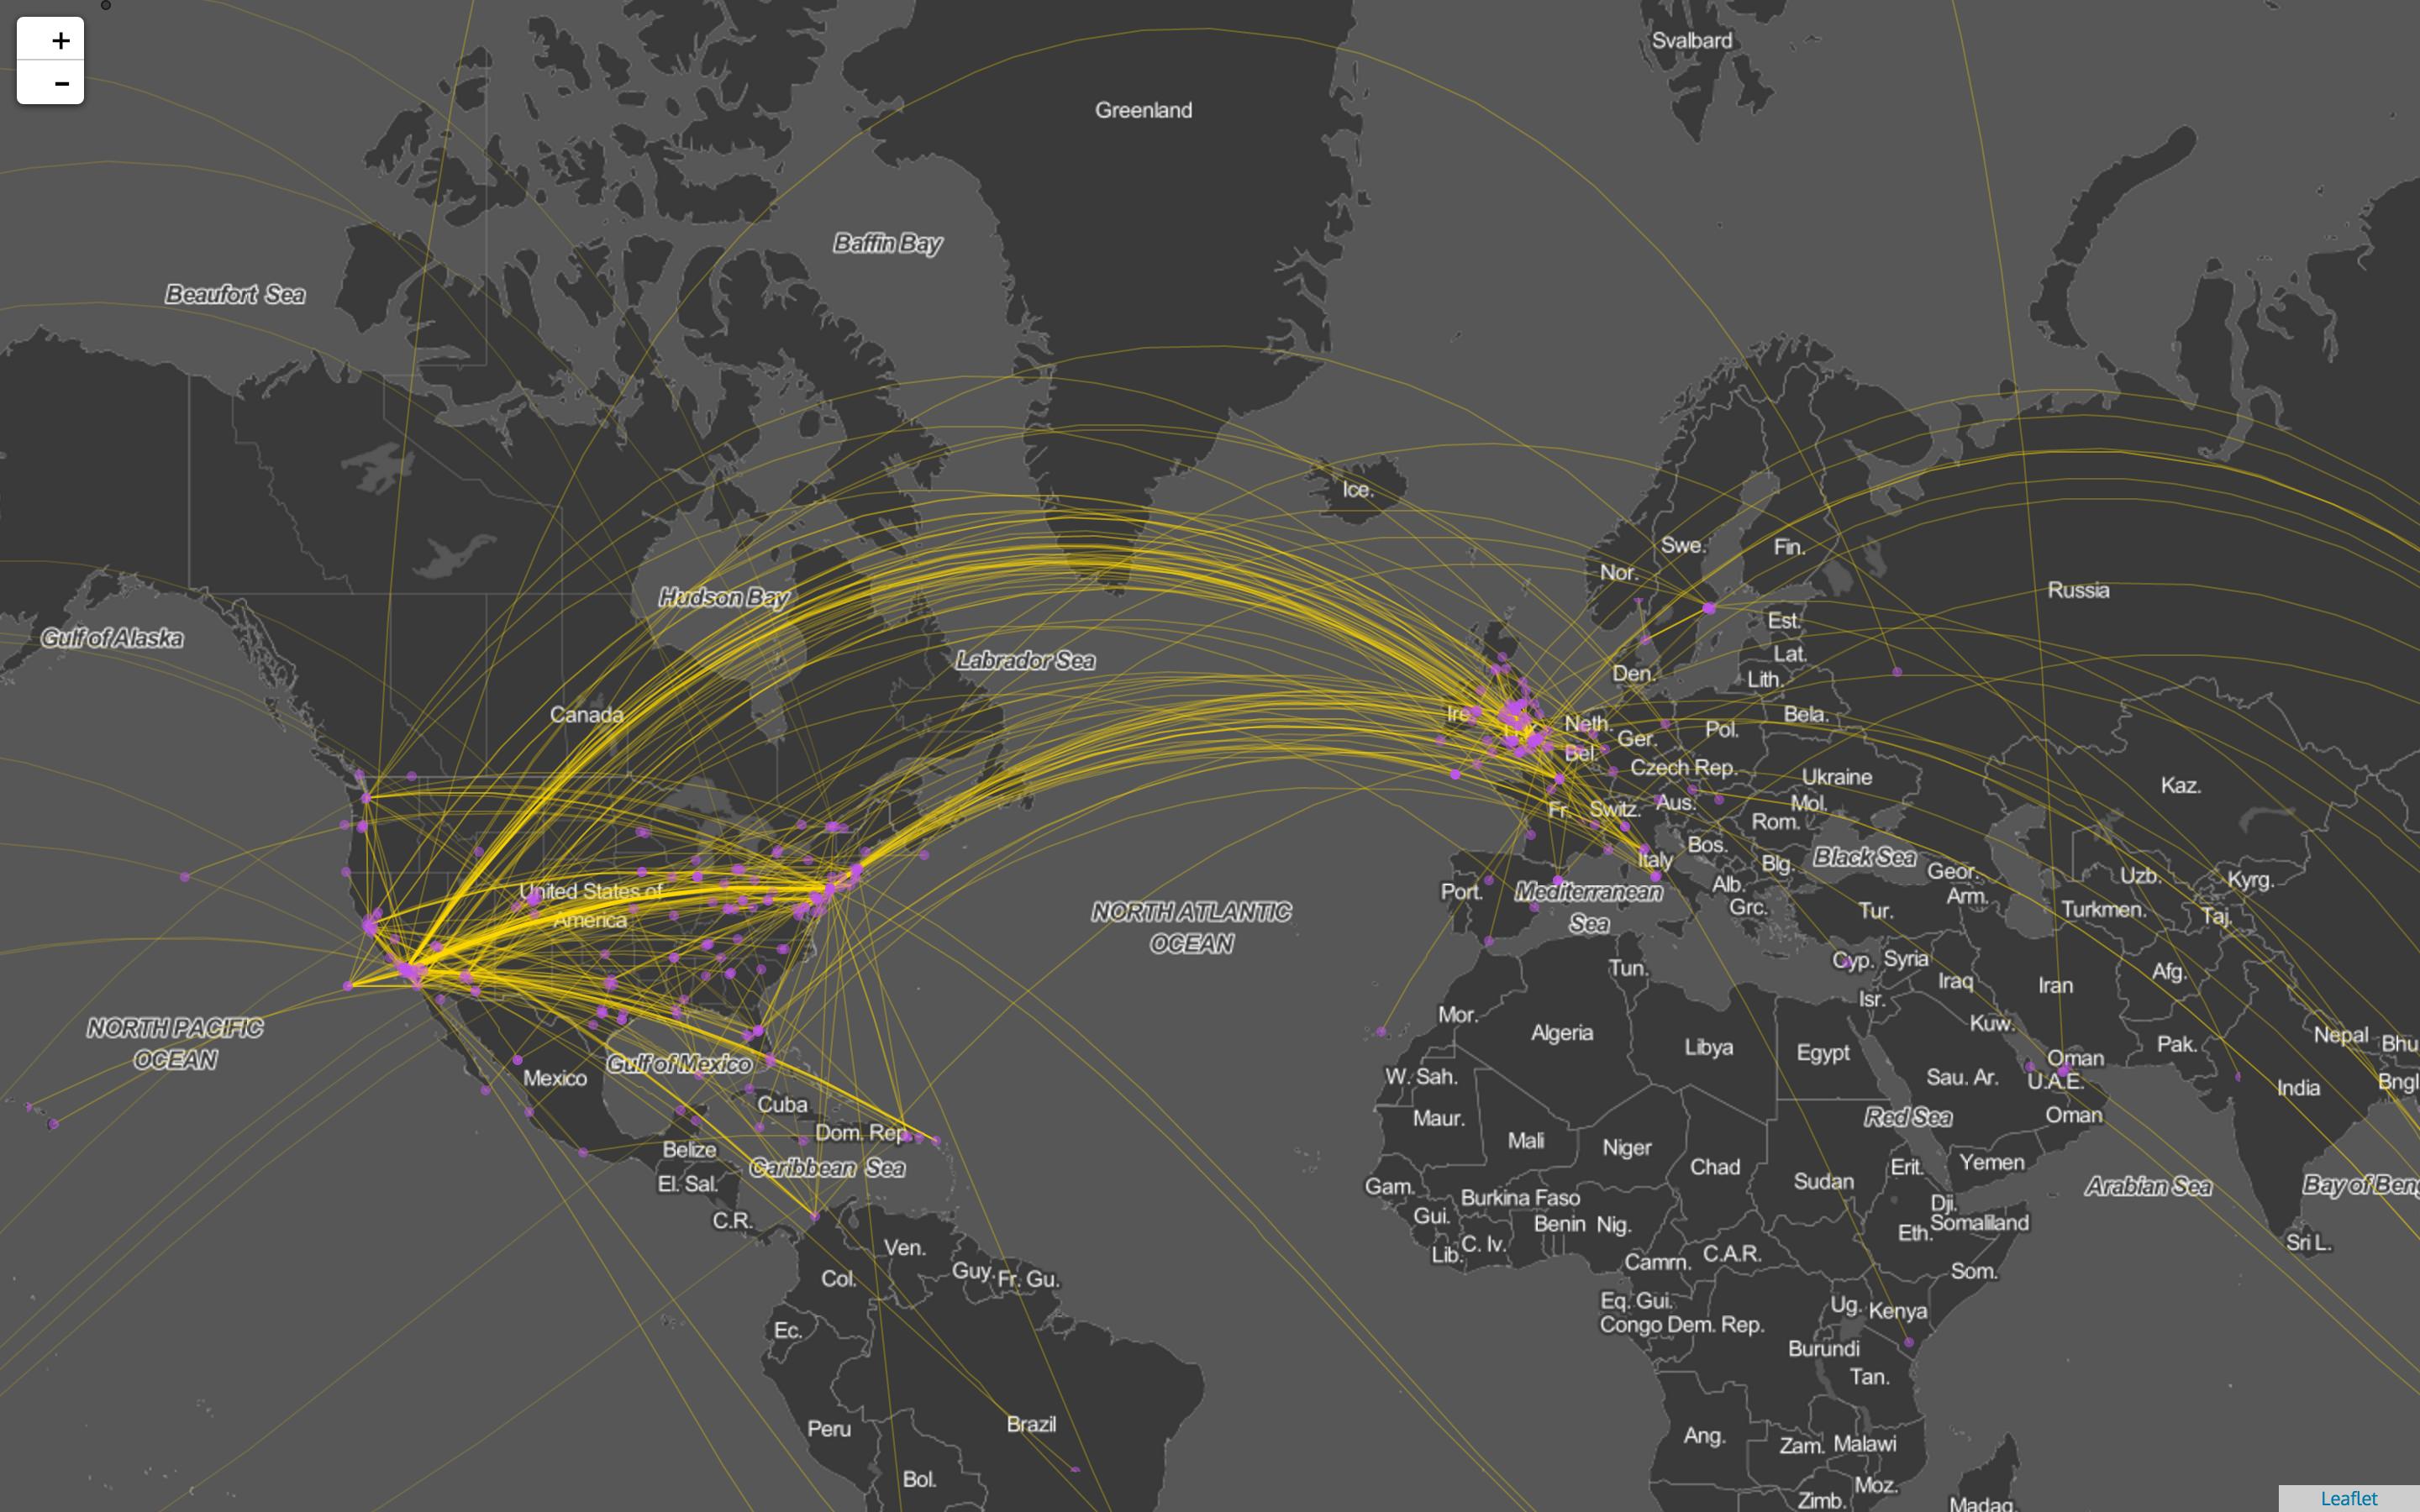 +
-
Svalbard
Greenland
Baffin Bay
Beaufort Sea
Ice.
Swe.
Fin.
Nor.
Russia
Hudson Bay
Est.
Gulf of Alaska
Lat.
Labrador Sea
Den.
Lith.
Canada
Ire.
Bela.
Neth.
Pol.
Ger.
Bel.
Czech Rep.
Ukraine
Kaz.
Fr.
Switz.
Aus.
Mol.
Rom.
Bos.
Italy
Black Sea
Blg.
Geor.
Uzb.
Kyrg.
United States of
America
Port.
Mediterranean
Sea
Alb.
Grc.
Tur.
Arm.
Turkmen.
Taj.
NORTH ATLANTIC
OCEAN
Cyp.
Syria
Tun.
Iraq
Iran
Afg.
Isr.
NORTH PACIFIC
OCEAN
Mor.
Algeria
Libya
Egypt
Kuw.
Nepal
Bhu
Pak.
Oman
Gulf of Mexico
Mexico
W. Sah.
Sau. Ar.
U.A.E.
India
Bngl
Cuba
Maur.
Red Sea
Oman
Dom. Rep.
Mali
Niger
Belize
Caribbean Sea
Chad
Erit.
Yemen
El. Sal.
Gam.
Burkina Faso
Sudan
Arabian Sea
Bay of Beng
C.R.
Gui.
Benin
Nig.
Dji.
Somaliland
Eth.
Ven.
Lib.
C. Iv.
Camrn.
C.A.R.
Sri L.
Col.
Guy.
Fr. Gu.
Som.
Eq. Gui.
Ug.
Kenya
Ec.
Congo Dem. Rep.
Burundi
Tan.
Peru
Brazil
Ang.
Zam.
Malawi
Bol.
Moz.
Zimb.
Madag.
Leaflet